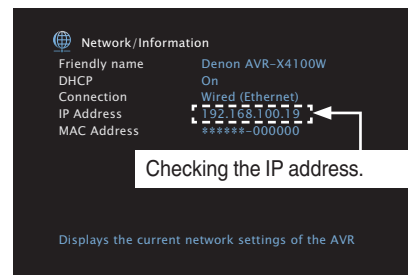 Network/Information
Friendly name Denon AVR-X4100W
DHCP On
Connection Wired (Ethernet)
IP Address 192.168.100.19
MAC Address ******-000000
Checking the IP address.
Displays the current network settings of the AVR